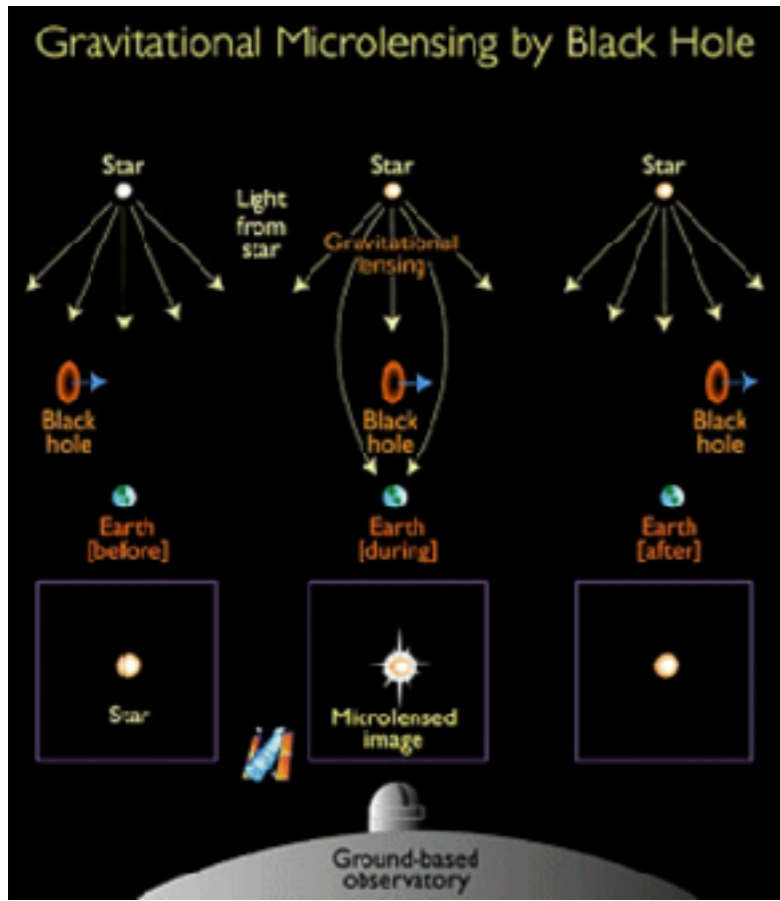 Gravitational Microlensing by Black Hole
Star
Star
Star
Light
from
star
Gravitational
lensing
Black
hole
Black
hole
Black
hole
Earth
[before]
Earth
[during]
Earth
[after]
Star
Microlensed
image
Ground-based
observatory